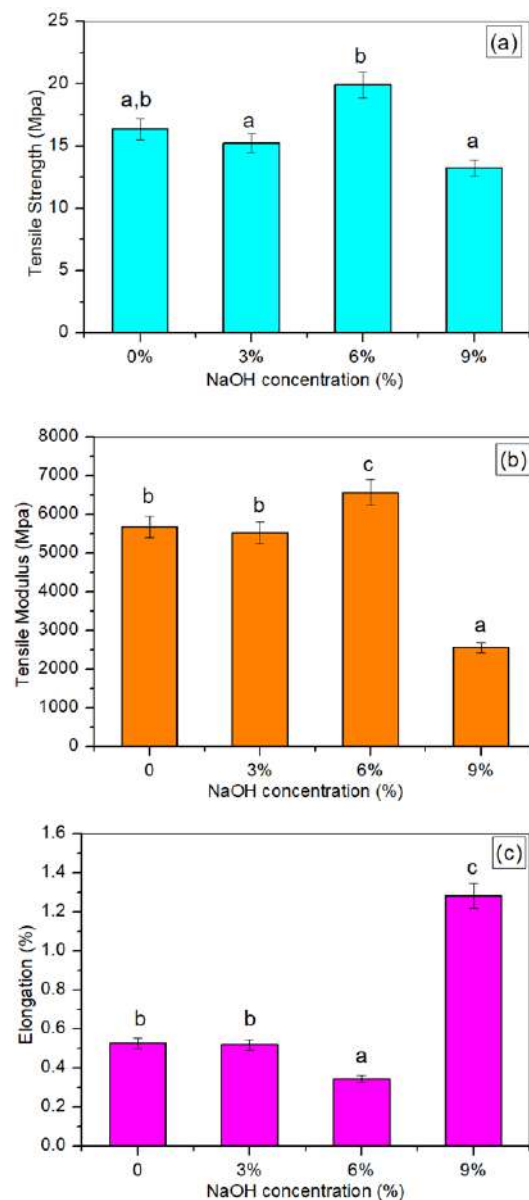 (a)
Tensile Strength (Mpa)
25
20
15
10
5
0
a,b
a
b
a
0%
3%
6%
9%
NaOH concentration (%)
(b)
Tensile Modulus (Mpa)
8000
7000
6000
5000
4000
3000
2000
1000
0
b
b
c
a
0
3%
6%
9%
NaOH concentration (%)
(c)
Elongation (%)
1.6
1.4
1.2
1.0
0.8
0.6
0.4
0.2
0.0
b
b
a
c
0
3%
6%
9%
NaOH concentration (%)